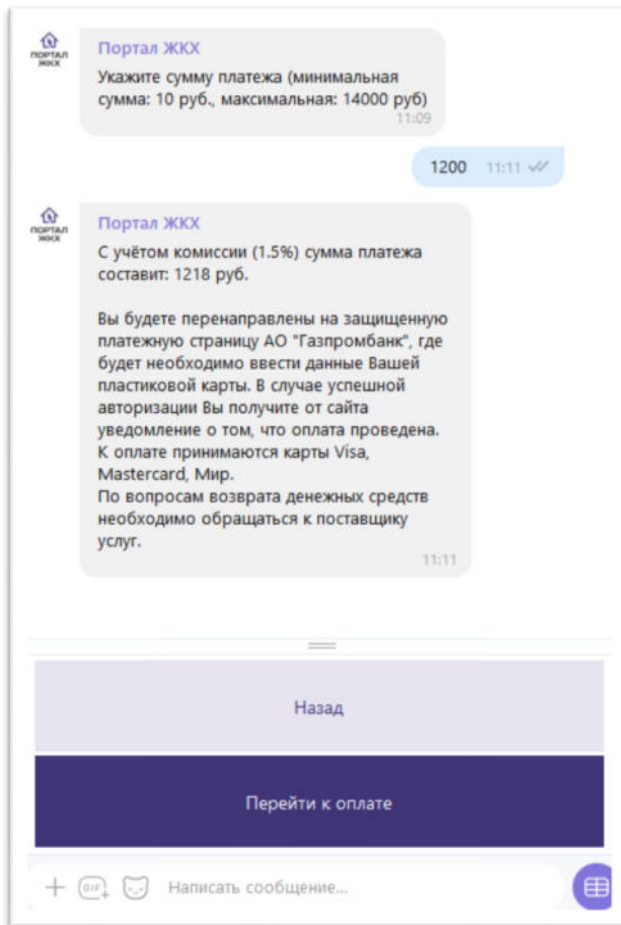 ПОРТАЛ
ЖКХ
Портал ЖКХ
Укажите сумму платежа (минимальная
сумма: 10 руб., максимальная: 14000 руб)
11:09
1200 11:11
ПОРТАЛ
ЖКХ
Портал ЖКХ
С учётом комиссии (1.5%) сумма платежа
составит: 1218 руб.
Вы будете перенаправлены на защищенную
платежную страницу АО "Газпромбанк", где
будет необходимо ввести данные Вашей
пластиковой карты. В случае успешной
авторизации Вы получите от сайта
уведомление о том, что оплата проведена.
К оплате принимаются карты Visa,
Mastercard, Мир.
По вопросам возврата денежных средств
необходимо обращаться к поставщику
услуг.
11:11
Назад
Перейти к оплате
GIF
Написать сообщение...